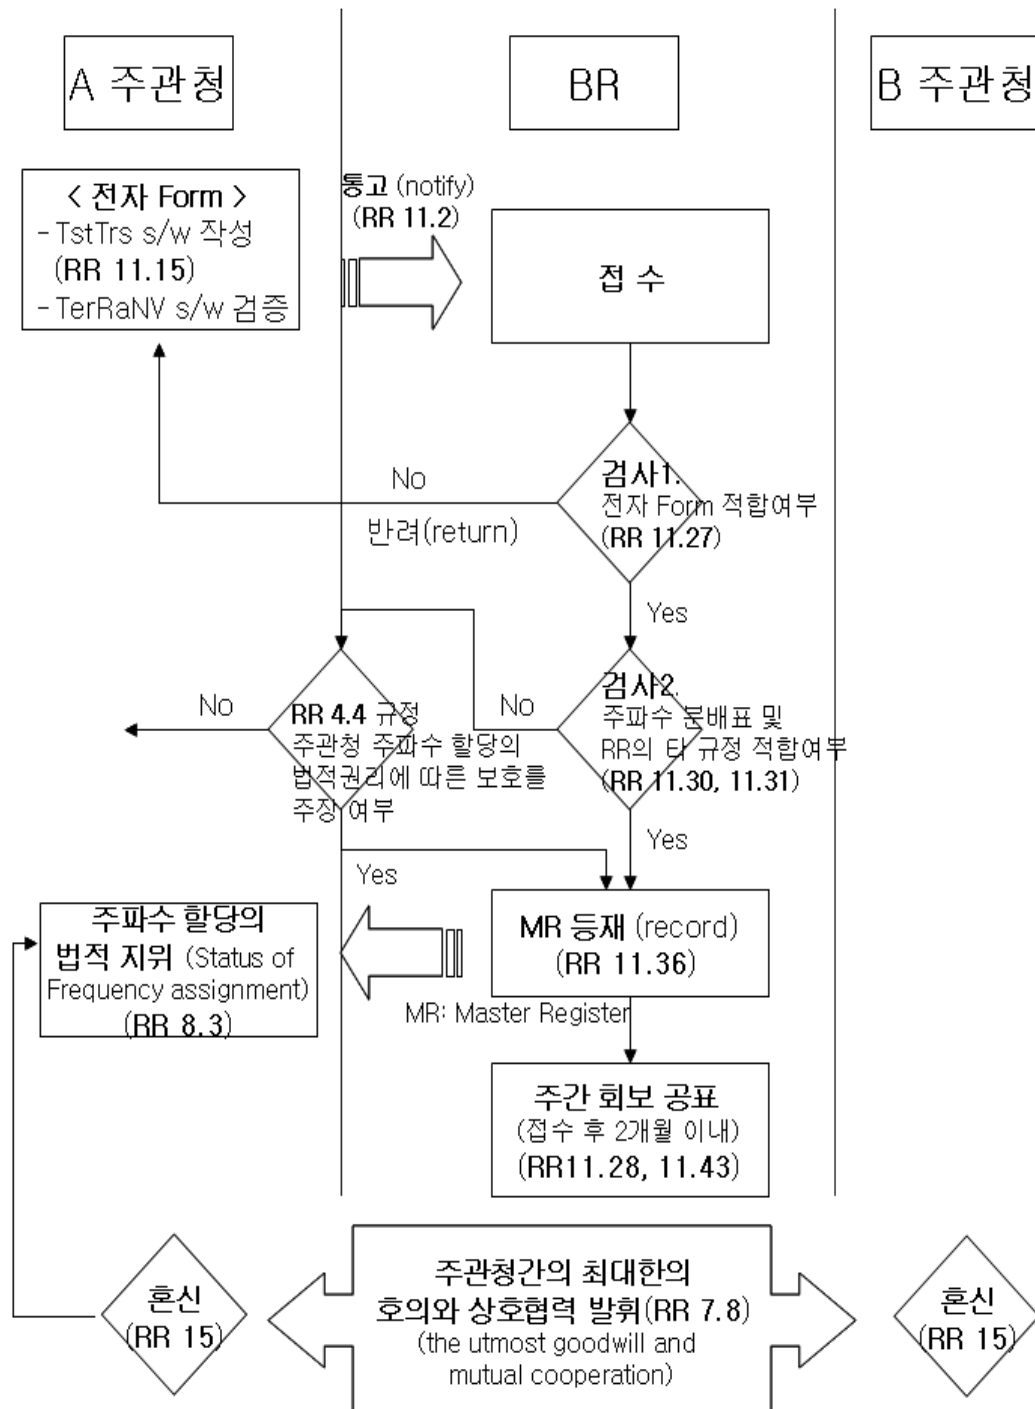 A 주관청
BR
B 주관청
< 전자 Form >
- TstTrs s/w 작성
(RR 11.15)
- TerRaNV s/w 검증
통고 (notify)
(RR 11.2)
접 수
검사1.
전자 Form 적합여부
(RR 11.27)
No
반려(return)
Yes
검사2.
주파수 분배표 및
RR의 타 규정 적합여부
(RR 11.30, 11.31)
No
RR 4.4 규정
주관청 주파수 할당의
법적권리에 따른 보호를
주장 여부
No
Yes
Yes
MR 등재 (record)
(RR 11.36)
MR: Master Register
주파수 할당의
법적 지위 (Status of
Frequency assignment)
(RR 8.3)
주간 회보 공표
(접수 후 2개월 이내)
(RR11.28, 11.43)
혼신
(RR 15)
주관청간의 최대한의
호의와 상호협력 발휘(RR 7.8)
(the utmost goodwill and
mutual cooperation)
혼신
(RR 15)